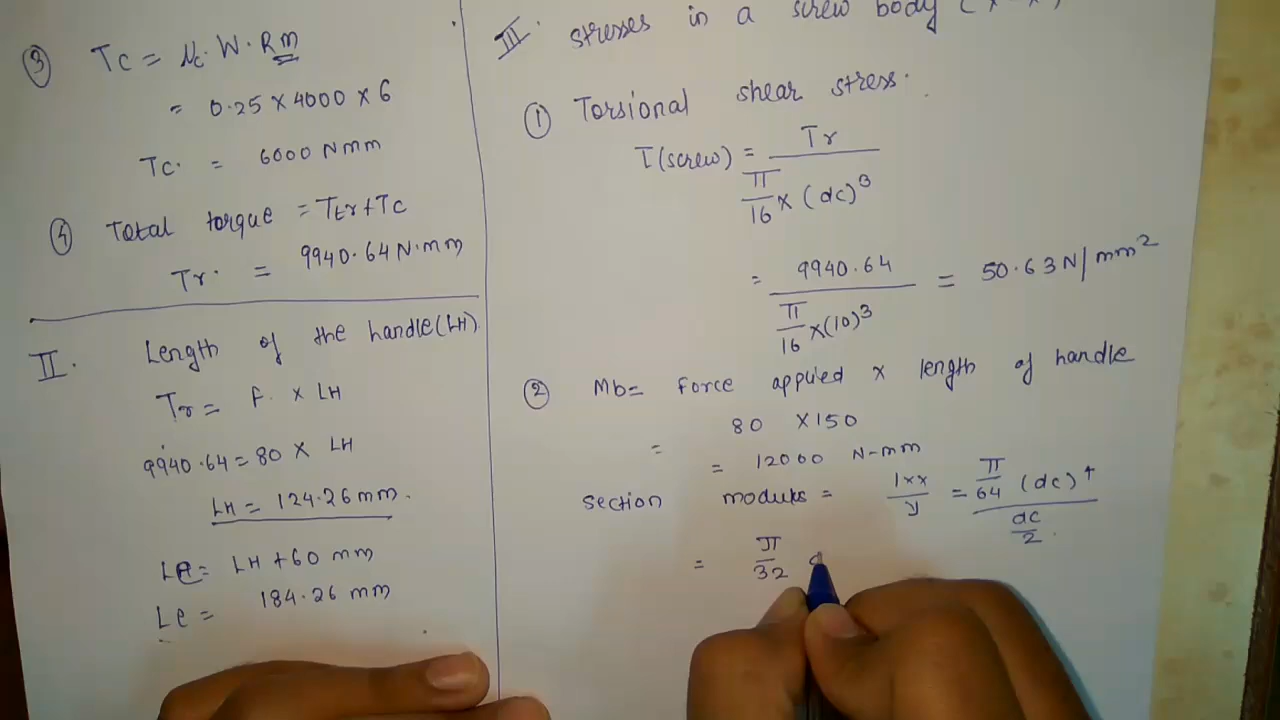 ③ Tc = μc. W. Rm
= 0.25 x 4000 x 6
Tc. = 6000 Nmm
④ Total torque = Ttr + Tc
Tr. = 9940.64 N.mm
II. Length of the handle (LH)
Tr = F. x LH
9940.64 = 80 x LH
LH = 124.26 mm.
Le = LH + 60 mm
Le = 184.26 mm
III. stresses in a screw body (
① Torsional shear stress.
τ (screw) = Tr / π/16 x (dc)³
= 9940.64 / π/16 x (10)³ = 50.63 N/mm²
② Mb = Force applied x length of handle
= 80 x 150
= 12000 N-mm
section modulus = Ixx/y = π/64 (dc)⁴ / dc/2.
= π/32 d